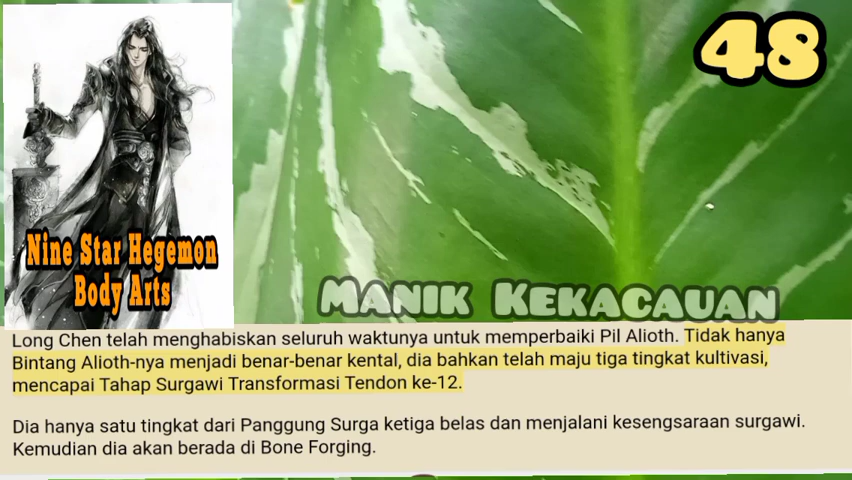 48
Nine Star Hegemon
Body Arts
Manik Kekacauan
Long Chen telah menghabiskan seluruh waktunya untuk memperbaiki Pil Alioth. Tidak hanya
Bintang Alioth-nya menjadi benar-benar kental, dia bahkan telah maju tiga tingkat kultivasi,
mencapai Tahap Surgawi Transformasi Tendon ke-12.
Dia hanya satu tingkat dari Panggung Surga ketiga belas dan menjalani kesengsaraan surgawi.
Kemudian dia akan berada di Bone Forging.